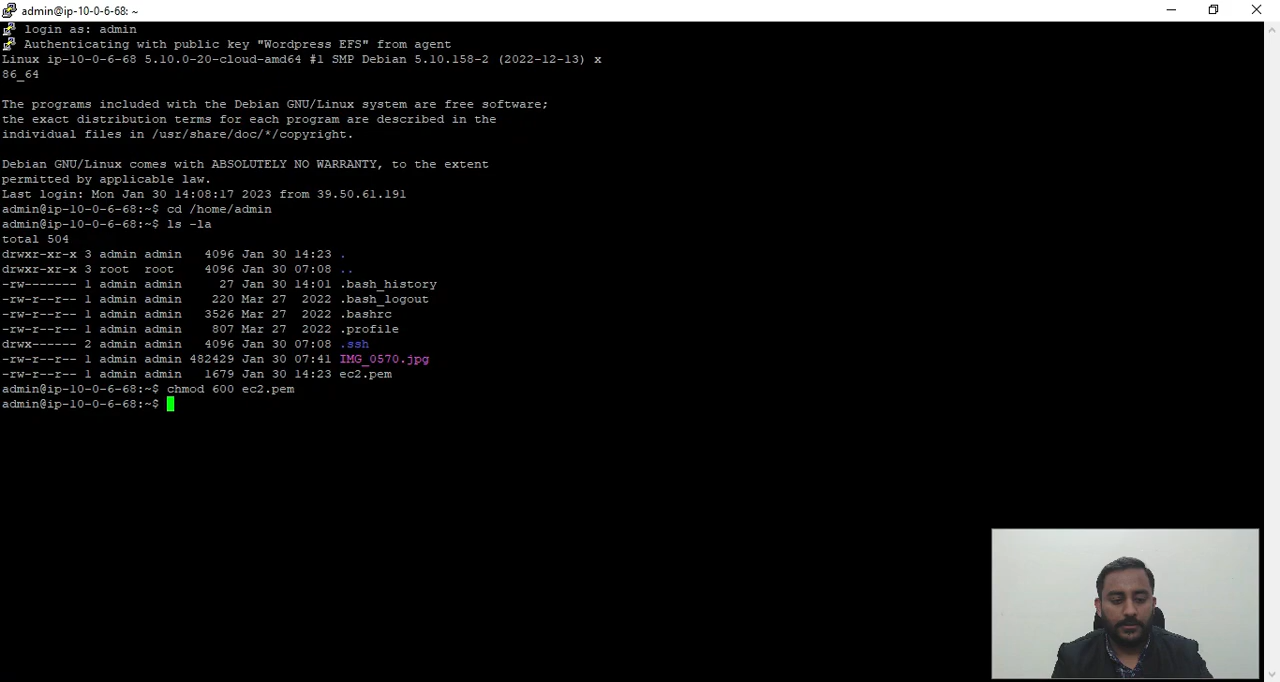 admin@ip-10-0-6-68: ~
login as: admin
Authenticating with public key "Wordpress EFS" from agent
Linux ip-10-0-6-68 5.10.0-20-cloud-amd64 #1 SMP Debian 5.10.158-2 (2022-12-13) x
86_64
The programs included with the Debian GNU/Linux system are free software;
the exact distribution terms for each program are described in the
individual files in /usr/share/doc/*/copyright.
Debian GNU/Linux comes with ABSOLUTELY NO WARRANTY, to the extent
permitted by applicable law.
Last login: Mon Jan 30 14:08:17 2023 from 39.50.61.191
admin@ip-10-0-6-68:~$ cd /home/admin
admin@ip-10-0-6-68:~$ ls -la
total 504
drwxr-xr-x 3 admin admin   4096 Jan 30 14:23 .
drwxr-xr-x 3 root  root    4096 Jan 30 07:08 ..
-rw------- 1 admin admin     27 Jan 30 14:01 .bash_history
-rw-r--r-- 1 admin admin    220 Mar 27  2022 .bash_logout
-rw-r--r-- 1 admin admin   3526 Mar 27  2022 .bashrc
-rw-r--r-- 1 admin admin    807 Mar 27  2022 .profile
drwx------ 2 admin admin   4096 Jan 30 07:08 .ssh
-rw-r--r-- 1 admin admin 482429 Jan 30 07:41 IMG_0570.jpg
-rw-r--r-- 1 admin admin   1679 Jan 30 14:23 ec2.pem
admin@ip-10-0-6-68:~$ chmod 600 ec2.pem
admin@ip-10-0-6-68:~$